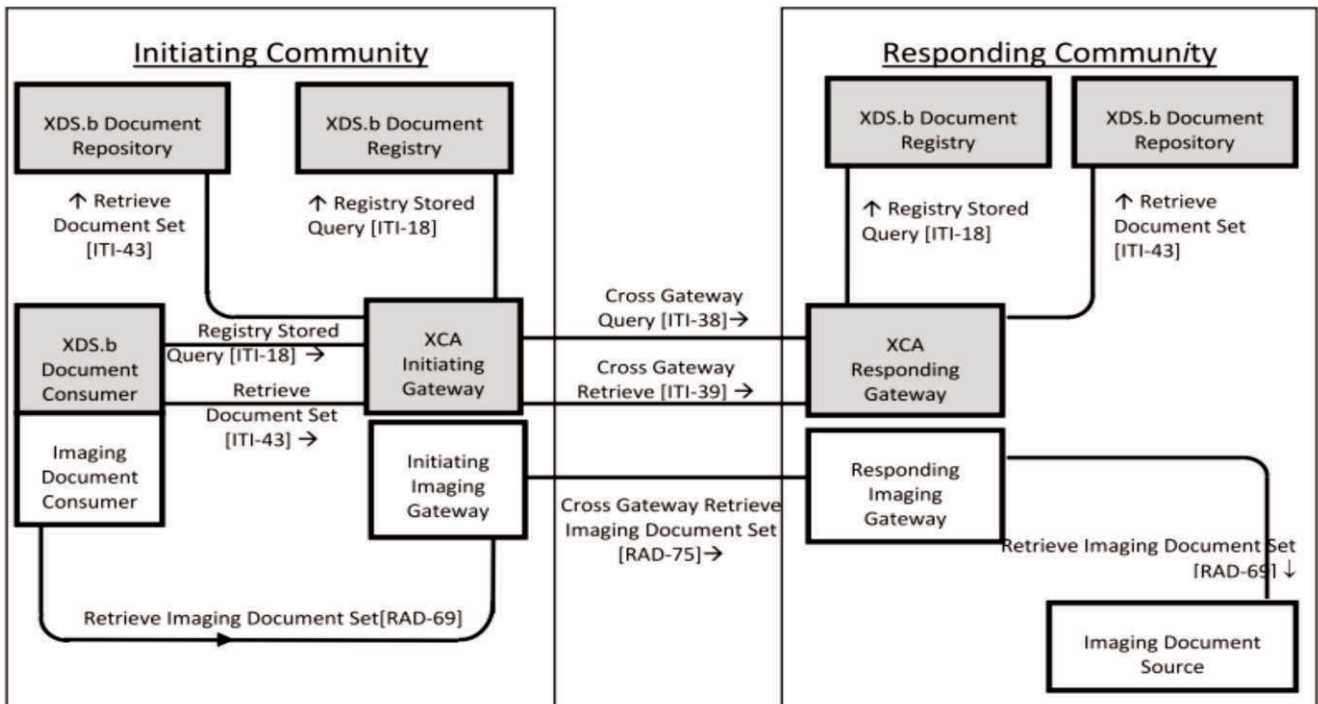 Initiating Community
XDS.b Document
Repository
XDS.b Document
Registry
↑ Retrieve
Document Set
[ITI-43]
↑ Registry Stored
Query [ITI-18]
XDS.b
Document
Consumer
Registry Stored
Query [ITI-18] →
Retrieve
Document Set
[ITI-43] →
XCA
Initiating
Gateway
Imaging
Document
Consumer
Initiating
Imaging
Gateway
Retrieve Imaging Document Set[RAD-69]
Cross Gateway
Query [ITI-38]→
Cross Gateway
Retrieve [ITI-39] →
Cross Gateway Retrieve
Imaging Document Set
[RAD-75]→
Responding Community
XDS.b Document
Registry
XDS.b Document
Repository
↑ Registry Stored
Query [ITI-18]
↑ Retrieve
Document Set
[ITI-43]
XCA
Responding
Gateway
Responding
Imaging
Gateway
Retrieve Imaging Document Set
[RAD-69] ↓
Imaging Document
Source